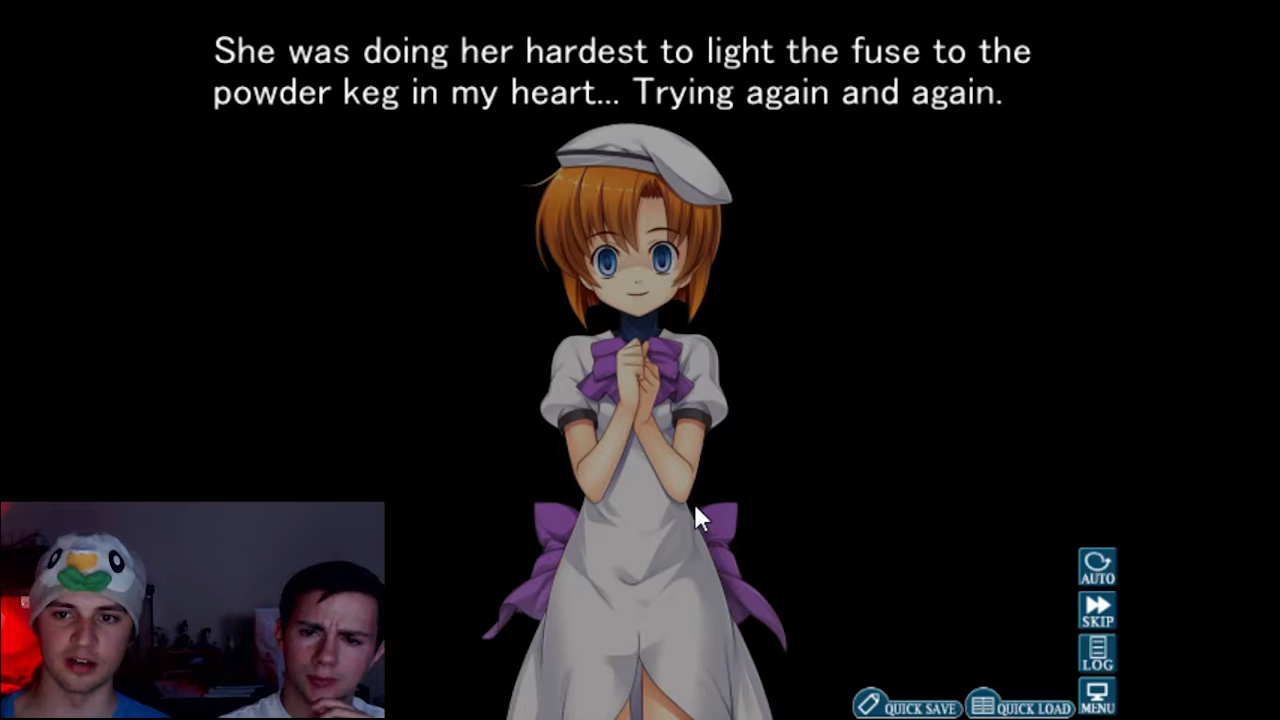 She was doing her hardest to light the fuse to the
powder keg in my heart... Trying again and again.
AUTO
SKIP
LOG
MENU
QUICK SAVE
QUICK LOAD